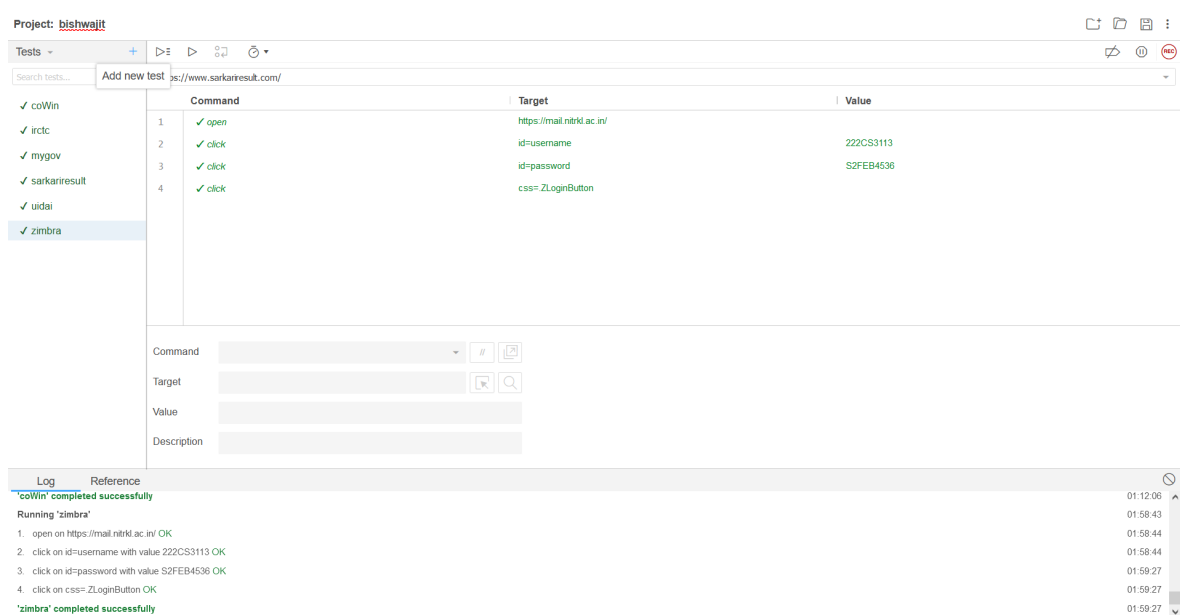 Project: bishwajit
Tests
Add new test
Search tests...
ps://www.sarkariresult.com/
REC
Command Target Value
coWin
irctc
mygov
sarkariresult
uidai
zimbra
1 open https://mail.nitrkl.ac.in/
2 click id=username 222CS3113
3 click id=password S2FEB4536
4 click css=.ZLoginButton
Command
//
Target
Value
Description
Log Reference
'coWin' completed successfully 01:12:06
Running 'zimbra' 01:58:43
1. open on https://mail.nitrkl.ac.in/ OK 01:58:44
2. click on id=username with value 222CS3113 OK 01:58:44
3. click on id=password with value S2FEB4536 OK 01:59:27
4. click on css=.ZLoginButton OK 01:59:27
'zimbra' completed successfully 01:59:27